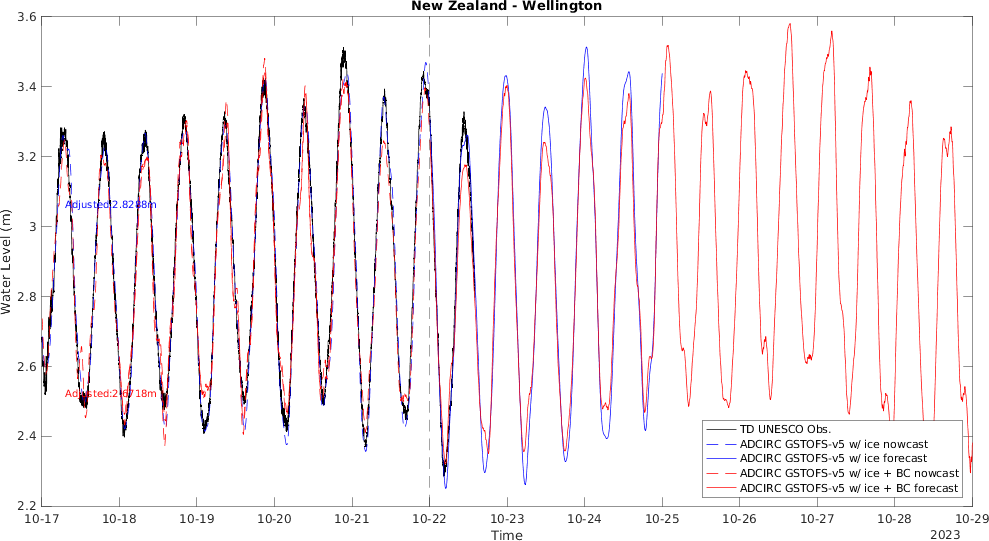 New Zealand - Wellington
3.6
3.4
3.2
3
2.8
2.6
2.4
2.2
Water Level (m)
Adjusted:2.8288m
Adjusted:2.6718m
TD UNESCO Obs.
ADCIRC GSTOFS-v5 w/ ice nowcast
ADCIRC GSTOFS-v5 w/ ice forecast
ADCIRC GSTOFS-v5 w/ ice + BC nowcast
ADCIRC GSTOFS-v5 w/ ice + BC forecast
10-17 10-18 10-19 10-20 10-21 10-22 10-23 10-24 10-25 10-26 10-27 10-28 10-29
Time
2023